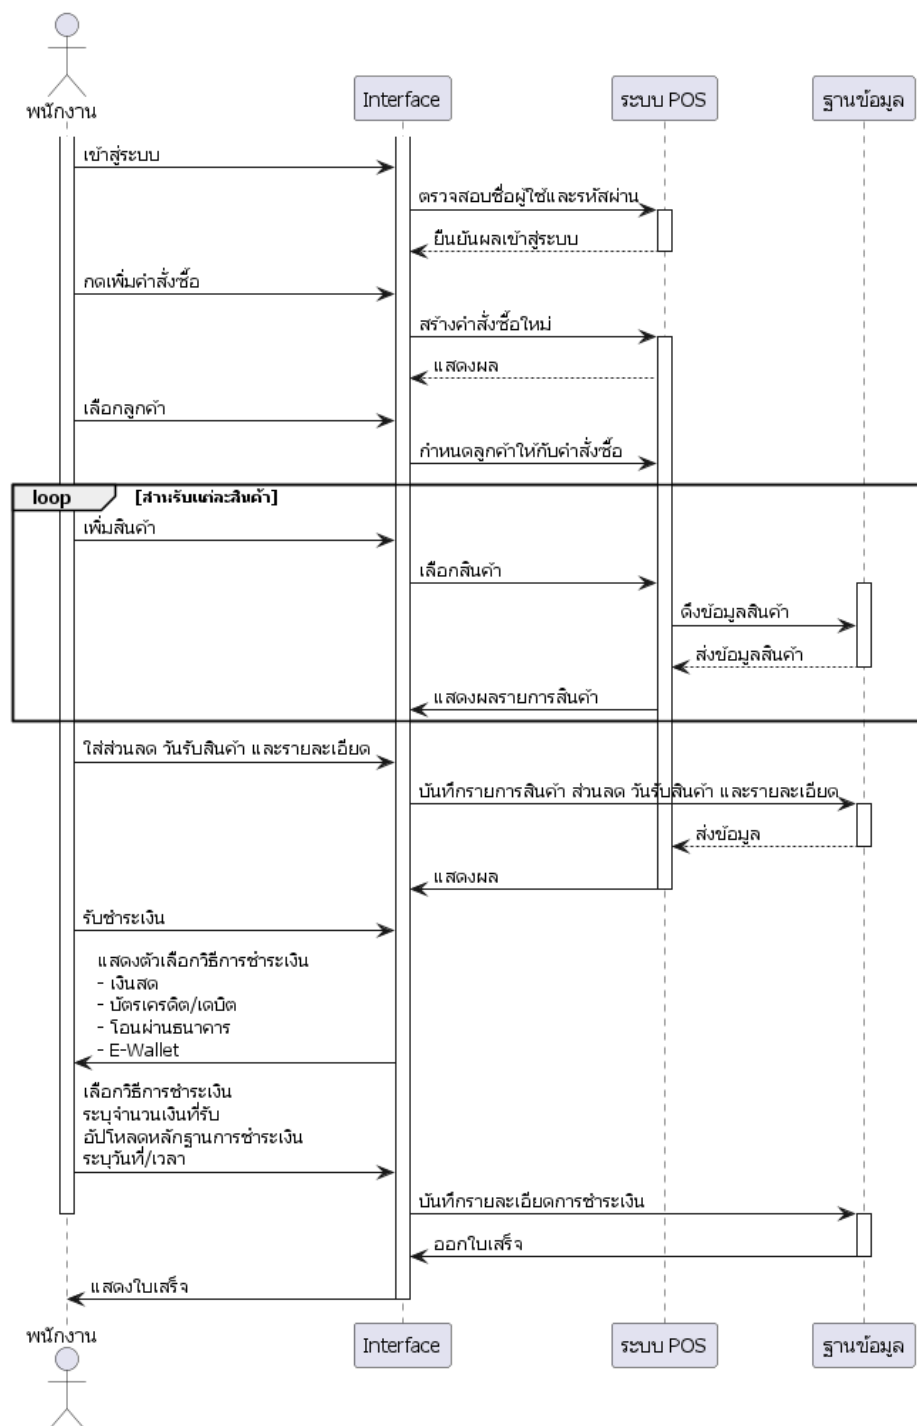 พนักงาน
Interface
ระบบ POS
ฐานข้อมูล
เข้าสู่ระบบ
ตรวจสอบชื่อผู้ใช้และรหัสผ่าน
ยืนยันผลเข้าสู่ระบบ
กดเพิ่มคำสั่งซื้อ
สร้างคำสั่งซื้อใหม่
แสดงผล
เลือกลูกค้า
กำหนดลูกค้าให้กับคำสั่งซื้อ
loop [สำหรับแต่ละสินค้า]
เพิ่มสินค้า
เลือกสินค้า
ดึงข้อมูลสินค้า
ส่งข้อมูลสินค้า
แสดงผลรายการสินค้า
ใส่ส่วนลด วันรับสินค้า และรายละเอียด
บันทึกรายการสินค้า ส่วนลด วันรับสินค้า และรายละเอียด
ส่งข้อมูล
แสดงผล
รับชำระเงิน
แสดงตัวเลือกวิธีการชำระเงิน
- เงินสด
- บัตรเครดิต/เดบิต
- โอนผ่านธนาคาร
- E-Wallet
เลือกวิธีการชำระเงิน
ระบุจำนวนเงินที่รับ
อัปโหลดหลักฐานการชำระเงิน
ระบุวันที่/เวลา
บันทึกรายละเอียดการชำระเงิน
ออกใบเสร็จ
แสดงใบเสร็จ
พนักงาน
Interface
ระบบ POS
ฐานข้อมูล